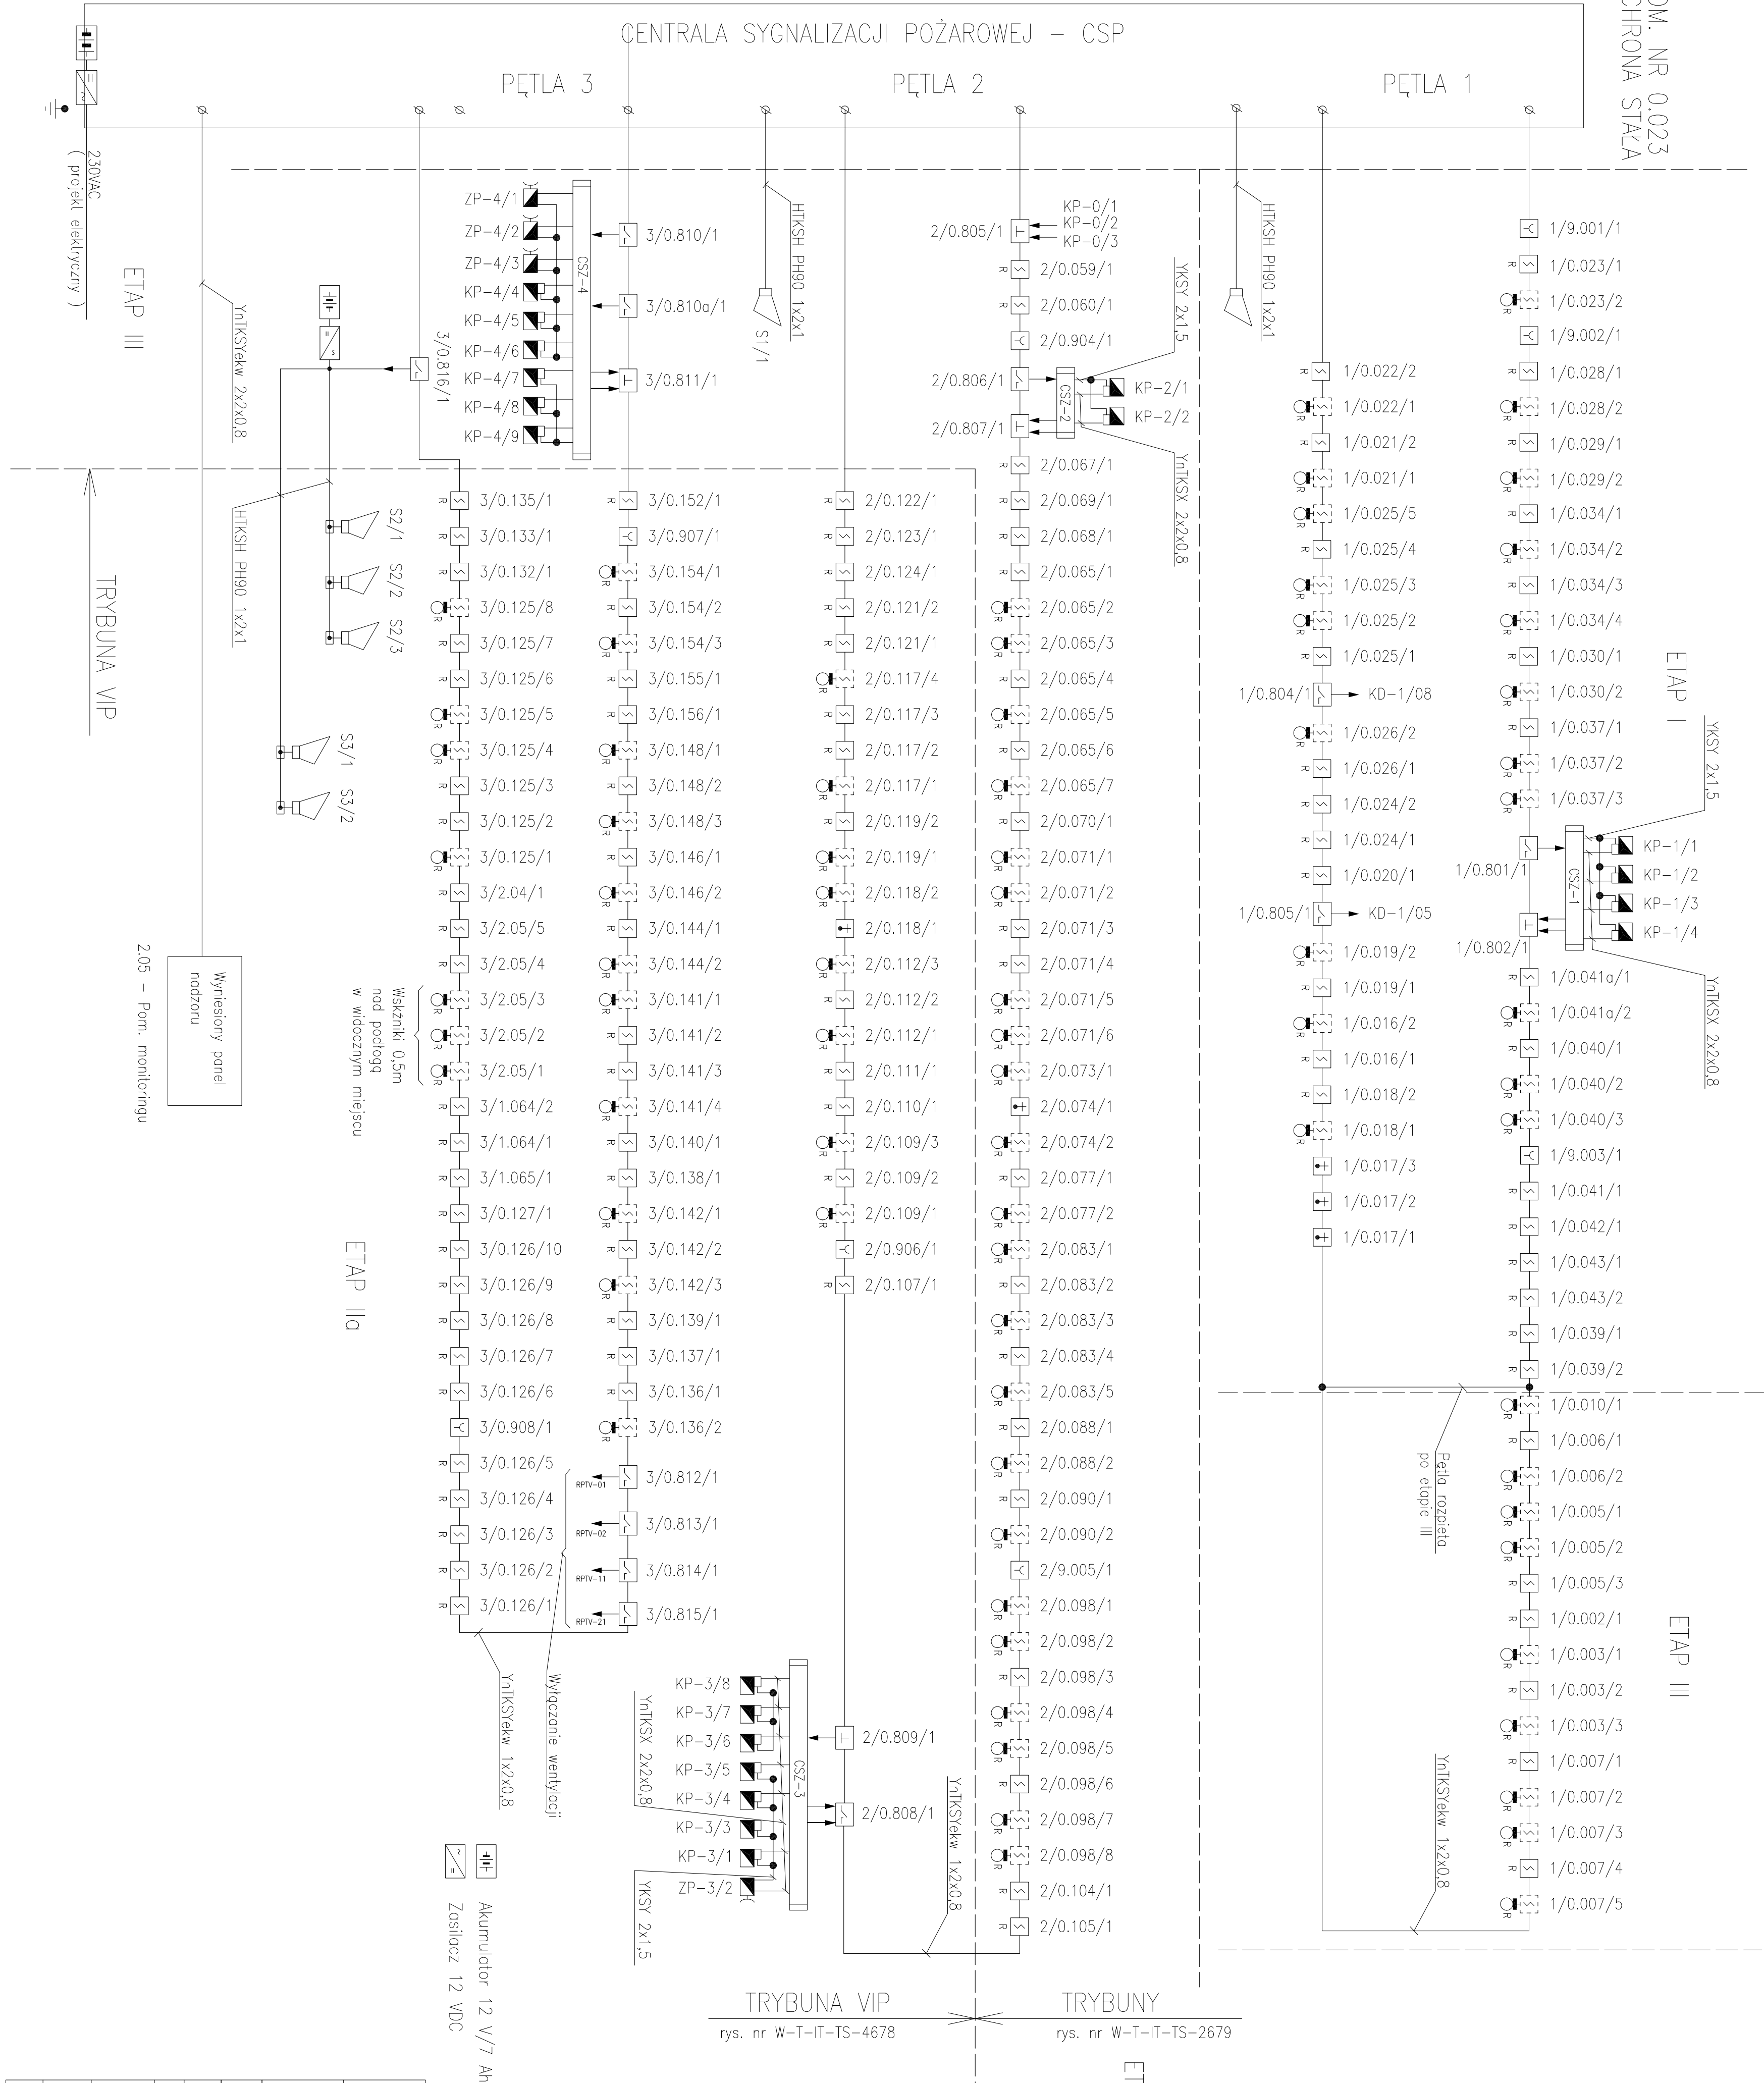 OM. NR 0.023
CHRONA STAŁA
CENTRALA SYGNALIZACJI POŻAROWEJ – CSP
PĘTLA 3
PĘTLA 2
PĘTLA 1
230VAC
( projekt elektryczny )
ETAP III
YnTKSYekw 2x2x0,8
TRYBUNA VIP
Wyniesiony panel
nadzoru
2.05 – Pom. monitoringu
HTKSH PH90 1x2x1
S2/1
S2/2
S2/3
S3/1
S3/2
3/0.816/1
ZP-4/1
ZP-4/2
ZP-4/3
KP-4/4
KP-4/5
KP-4/6
KP-4/7
KP-4/8
KP-4/9
CSZ-4
3/0.810/1
3/0.810a/1
3/0.811/1
HTKSH PH90 1x2x1
S1/1
3/0.135/1
3/0.133/1
3/0.132/1
3/0.125/8
3/0.125/7
3/0.125/6
3/0.125/5
3/0.125/4
3/0.125/3
3/0.125/2
3/0.125/1
3/2.04/1
3/2.05/5
3/2.05/4
3/2.05/3
3/2.05/2
3/2.05/1
3/1.064/2
3/1.064/1
3/1.065/1
3/0.127/1
3/0.126/10
3/0.126/9
3/0.126/8
3/0.126/7
3/0.126/6
3/0.908/1
3/0.126/5
3/0.126/4
3/0.126/3
3/0.126/2
3/0.126/1
Wskźniki 0,5m
nad podłogą
w widocznym miejscu
ETAP IIa
3/0.152/1
3/0.907/1
3/0.154/1
3/0.154/2
3/0.154/3
3/0.155/1
3/0.156/1
3/0.148/1
3/0.148/2
3/0.148/3
3/0.146/1
3/0.146/2
3/0.144/1
3/0.144/2
3/0.141/1
3/0.141/2
3/0.141/3
3/0.141/4
3/0.140/1
3/0.138/1
3/0.142/1
3/0.142/2
3/0.142/3
3/0.139/1
3/0.137/1
3/0.136/1
3/0.136/2
3/0.812/1
3/0.813/1
3/0.814/1
3/0.815/1
RPTV-01
RPTV-02
RPTV-11
RPTV-21
Wyłączanie wentylacji
YnTKSYekw 1x2x0,8
2/0.122/1
2/0.123/1
2/0.124/1
2/0.121/2
2/0.121/1
2/0.117/4
2/0.117/3
2/0.117/2
2/0.117/1
2/0.119/2
2/0.119/1
2/0.118/2
2/0.118/1
2/0.112/3
2/0.112/2
2/0.112/1
2/0.111/1
2/0.110/1
2/0.109/3
2/0.109/2
2/0.109/1
2/0.906/1
2/0.107/1
2/0.809/1
2/0.808/1
CSZ-3
KP-3/8
KP-3/7
KP-3/6
KP-3/5
KP-3/4
KP-3/3
KP-3/1
ZP-3/2
YnTKSX 2x2x0,8
YKSY 2x1,5
YnTKSYekw 1x2x0,8
KP-0/1
KP-0/2
KP-0/3
2/0.805/1
2/0.059/1
2/0.060/1
2/0.904/1
2/0.806/1
2/0.807/1
YKSY 2x1,5
CSZ-2
KP-2/1
KP-2/2
YnTKSX 2x2x0,8
2/0.067/1
2/0.069/1
2/0.068/1
2/0.065/1
2/0.065/2
2/0.065/3
2/0.065/4
2/0.065/5
2/0.065/6
2/0.065/7
2/0.070/1
2/0.071/1
2/0.071/2
2/0.071/3
2/0.071/4
2/0.071/5
2/0.071/6
2/0.073/1
2/0.074/1
2/0.074/2
2/0.077/1
2/0.077/2
2/0.083/1
2/0.083/2
2/0.083/3
2/0.083/4
2/0.083/5
2/0.088/1
2/0.088/2
2/0.090/1
2/0.090/2
2/9.005/1
2/0.098/1
2/0.098/2
2/0.098/3
2/0.098/4
2/0.098/5
2/0.098/6
2/0.098/7
2/0.098/8
2/0.104/1
2/0.105/1
HTKSH PH90 1x2x1
1/0.022/2
1/0.022/1
1/0.021/2
1/0.021/1
1/0.025/5
1/0.025/4
1/0.025/3
1/0.025/2
1/0.025/1
1/0.804/1
KD-1/08
1/0.026/2
1/0.026/1
1/0.024/2
1/0.024/1
1/0.020/1
1/0.805/1
KD-1/05
1/0.019/2
1/0.019/1
1/0.016/2
1/0.016/1
1/0.018/2
1/0.018/1
1/0.017/3
1/0.017/2
1/0.017/1
1/9.001/1
1/0.023/1
1/0.023/2
1/9.002/1
1/0.028/1
1/0.028/2
1/0.029/1
1/0.029/2
1/0.034/1
1/0.034/2
1/0.034/3
1/0.034/4
1/0.030/1
1/0.030/2
1/0.037/1
1/0.037/2
1/0.037/3
1/0.801/1
1/0.802/1
ETAP I
YKSY 2x1,5
CSZ-1
KP-1/1
KP-1/2
KP-1/3
KP-1/4
YnTKSX 2x2x0,8
1/0.041a/1
1/0.041a/2
1/0.040/1
1/0.040/2
1/0.040/3
1/9.003/1
1/0.041/1
1/0.042/1
1/0.043/1
1/0.043/2
1/0.039/1
1/0.039/2
1/0.010/1
1/0.006/1
1/0.006/2
1/0.005/1
1/0.005/2
1/0.005/3
1/0.002/1
1/0.003/1
1/0.003/2
1/0.003/3
1/0.007/1
1/0.007/2
1/0.007/3
1/0.007/4
1/0.007/5
Pętla rozpięta
po etapie III
ETAP III
YnTKSYekw 1x2x0,8
Akumulator 12 V/7 Ah
Zasilacz 12 VDC
TRYBUNA VIP
rys. nr W-T-IT-TS-4678
TRYBUNY
rys. nr W-T-IT-TS-2679